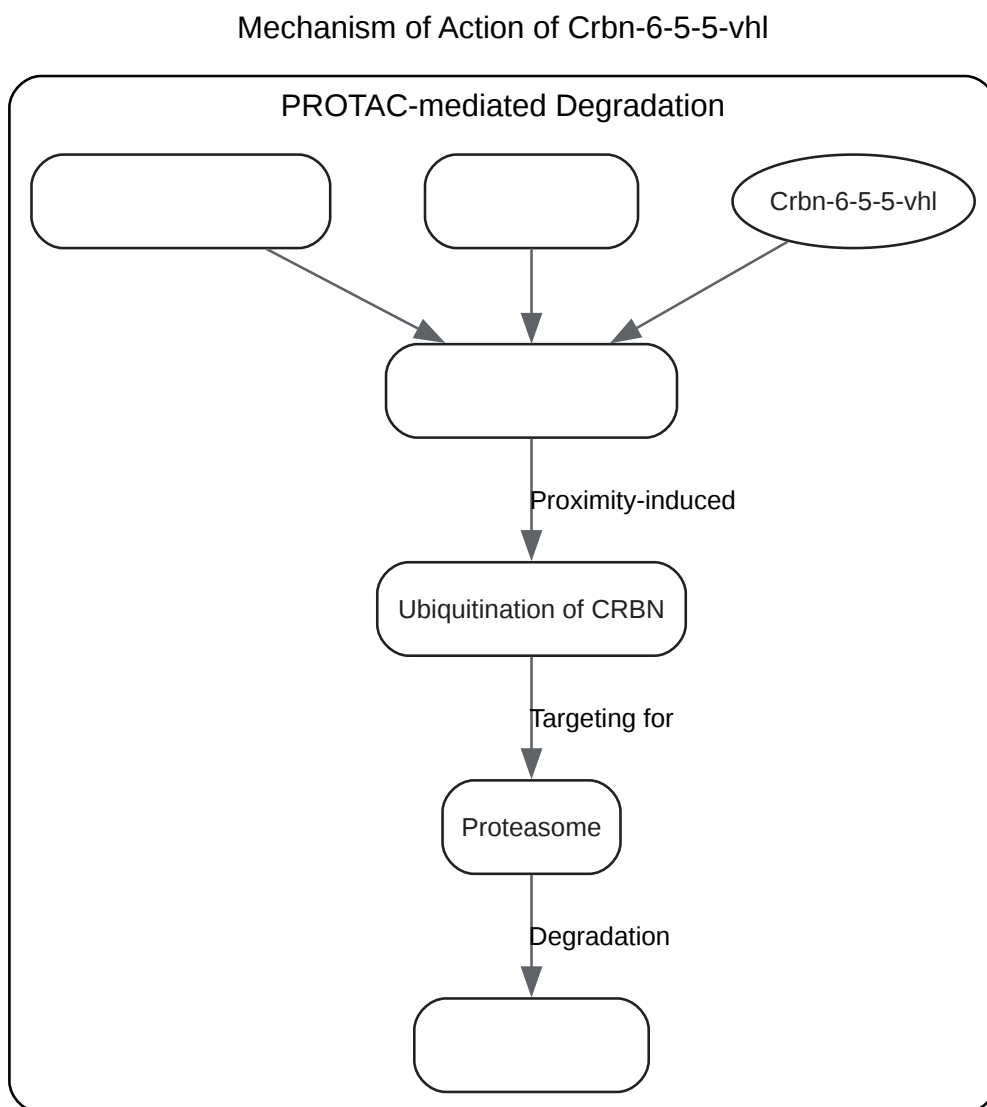 Mechanism of Action of Crbn-6-5-5-vhl
PROTAC-mediated Degradation
Crbn-6-5-5-vhl
Proximity-induced
Ubiquitination of CRBN
Targeting for
Proteasome
Degradation